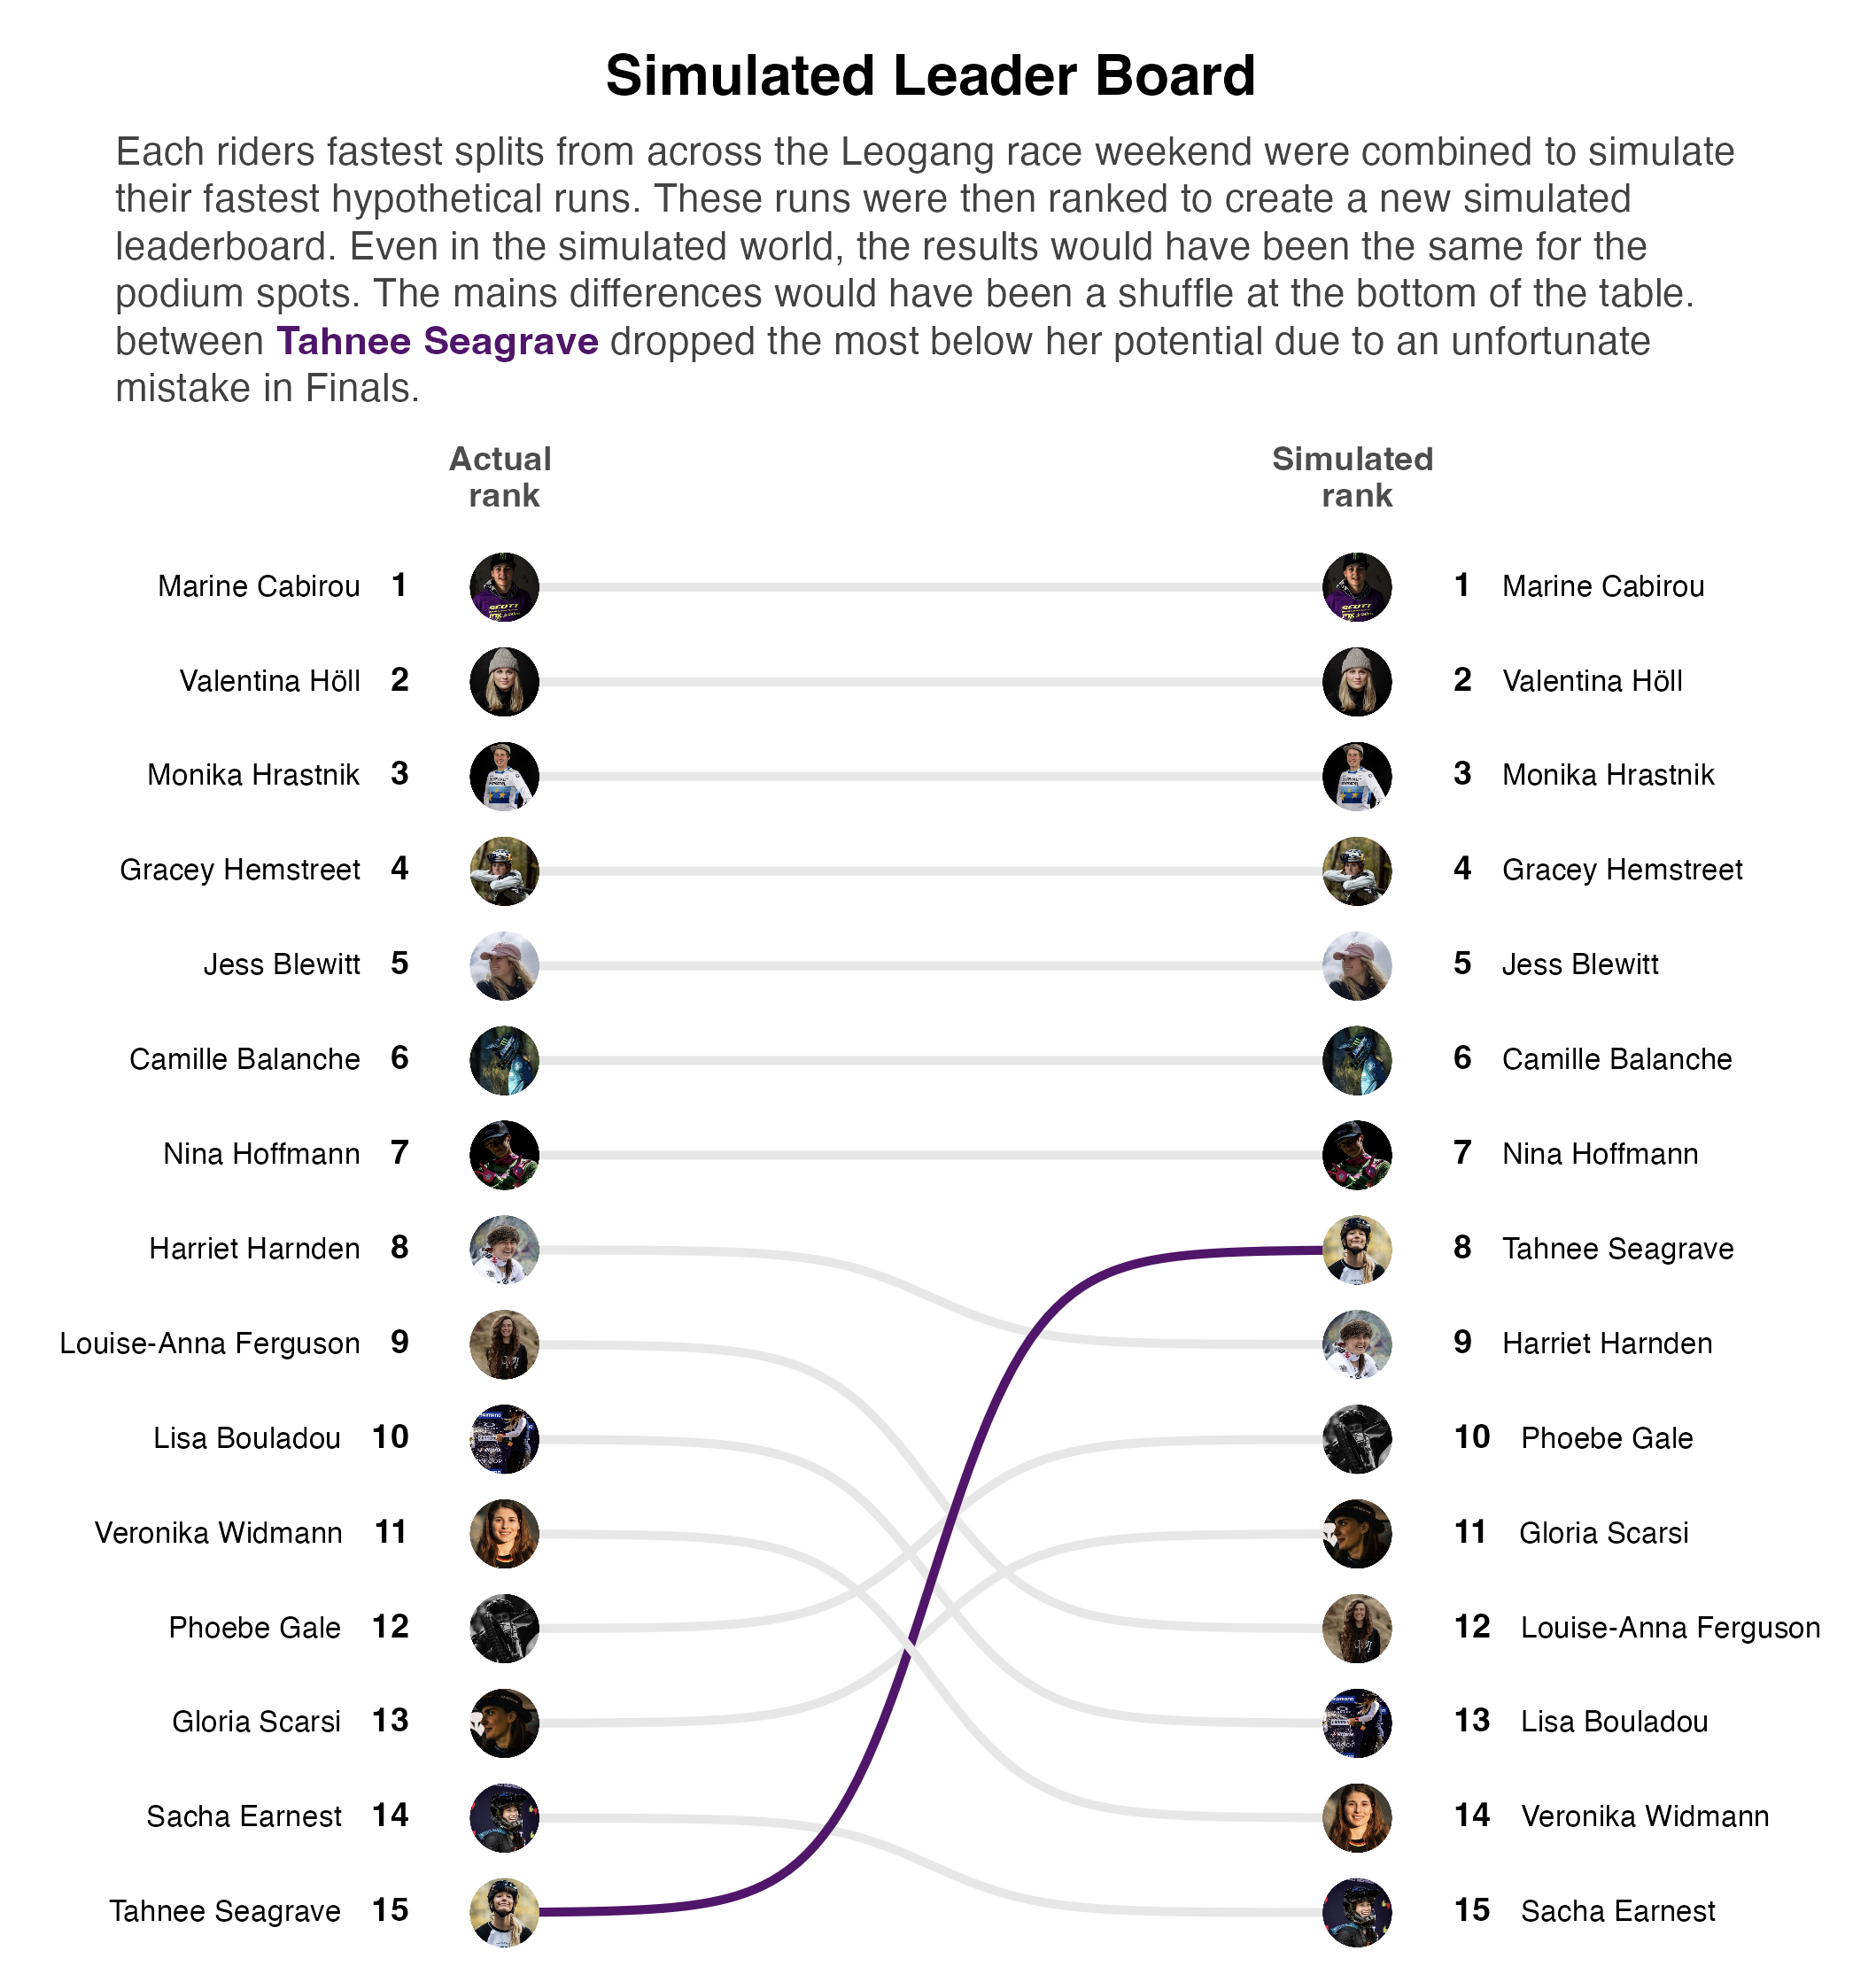 Simulated Leader Board
Each riders fastest splits from across the Leogang race weekend were combined to simulate
their fastest hypothetical runs. These runs were then ranked to create a new simulated
leaderboard. Even in the simulated world, the results would have been the same for the
podium spots. The mains differences would have been a shuffle at the bottom of the table.
between Tahnee Seagrave dropped the most below her potential due to an unfortunate
mistake in Finals.
Actual rank
Simulated rank
Marine Cabirou 1 1 Marine Cabirou
Valentina Höll 2 2 Valentina Höll
Monika Hrastnik 3 3 Monika Hrastnik
Gracey Hemstreet 4 4 Gracey Hemstreet
Jess Blewitt 5 5 Jess Blewitt
Camille Balanche 6 6 Camille Balanche
Nina Hoffmann 7 7 Nina Hoffmann
Harriet Harnden 8 8 Tahnee Seagrave
Louise-Anna Ferguson 9 9 Harriet Harnden
Lisa Bouladou 10 10 Phoebe Gale
Veronika Widmann 11 11 Gloria Scarsi
Phoebe Gale 12 12 Louise-Anna Ferguson
Gloria Scarsi 13 13 Lisa Bouladou
Sacha Earnest 14 14 Veronika Widmann
Tahnee Seagrave 15 15 Sacha Earnest